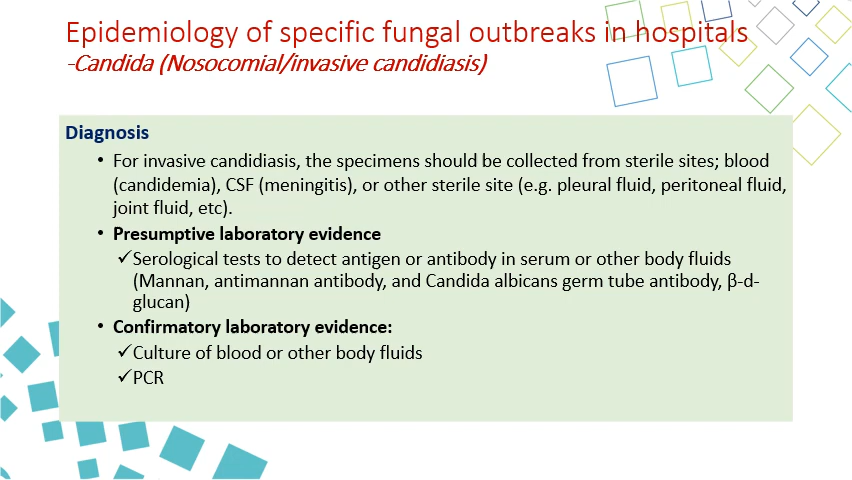 Epidemiology of specific fungal outbreaks in hospitals
-Candida (Nosocomial/invasive candidiasis)
Diagnosis
• For invasive candidiasis, the specimens should be collected from sterile sites; blood
(candidemia), CSF (meningitis), or other sterile site (e.g. pleural fluid, peritoneal fluid,
joint fluid, etc).
• Presumptive laboratory evidence
✓Serological tests to detect antigen or antibody in serum or other body fluids
(Mannan, antimannan antibody, and Candida albicans germ tube antibody, β-d-
glucan)
• Confirmatory laboratory evidence:
✓Culture of blood or other body fluids
✓PCR